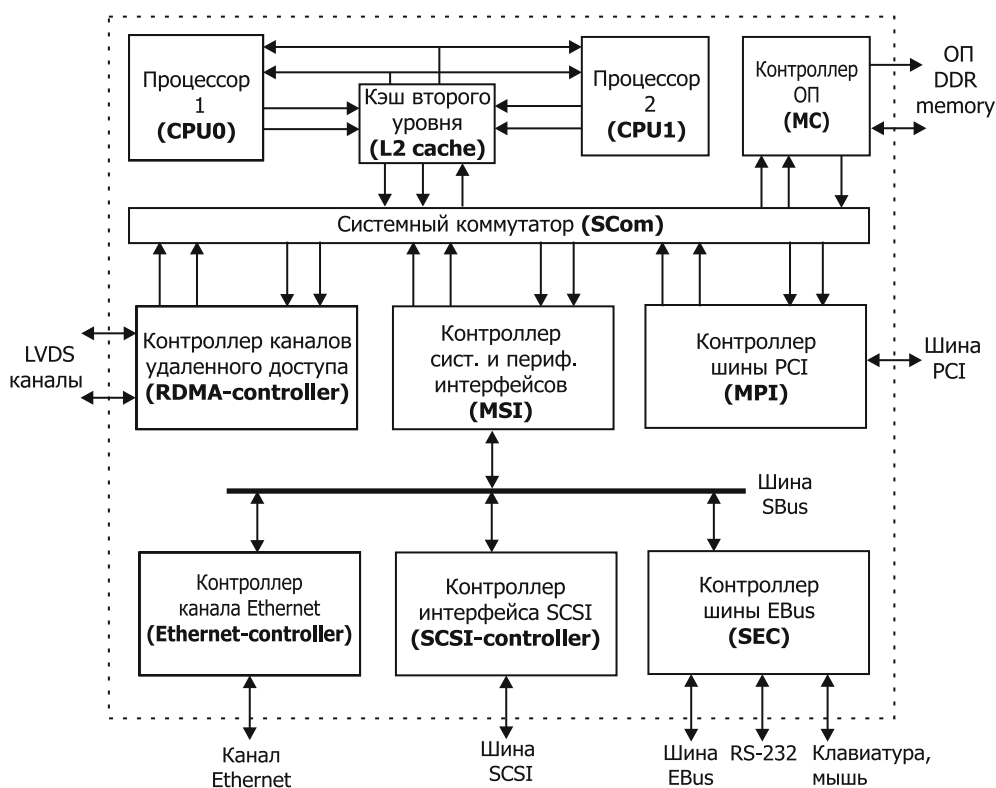 Процессор
1
(CPU0)
Кэш второго
уровня
(L2 cache)
Процессор
2
(CPU1)
Контроллер
ОП
(MC)
ОП
DDR
memory
Системный коммутатор (SCom)
LVDS
каналы
Контроллер каналов
удаленного доступа
(RDMA-controller)
Контроллер
сист. и периф.
интерфейсов
(MSI)
Контроллер
шины PCI
(MPI)
Шина
PCI
Шина
SBus
Контроллер
канала Ethernet
(Ethernet-controller)
Контроллер
интерфейса SCSI
(SCSI-controller)
Контроллер
шины EBus
(SEC)
Канал
Ethernet
Шина
SCSI
Шина
EBus
RS-232
Клавиатура,
мышь